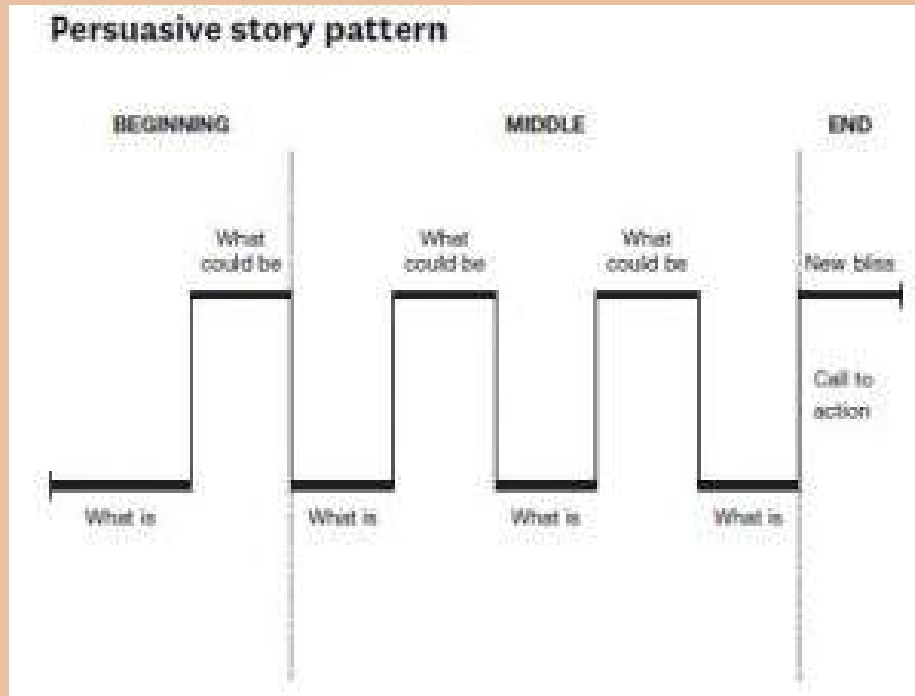 Persuasive story pattern
BEGINNING
MIDDLE
END
What
could be
What
could be
What
could be
New bliss
Call to
action
What is
What is
What is
What is